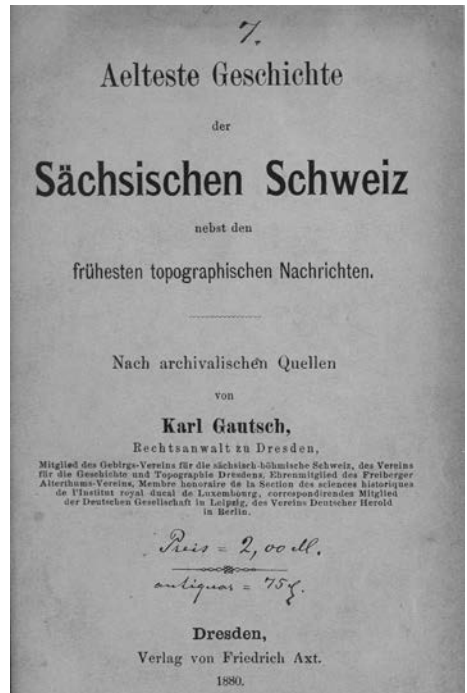 7.
Aelteste Geschichte
der
Sächsischen Schweiz
nebst den
frühesten topographischen Nachrichten.
Nach archivalischen Quellen
von
Karl Gautsch,
Rechtsanwalt zu Dresden,
Mitglied des Gebirgs-Vereins für die sächsisch-böhmische Schweiz, des Vereins
für die Geschichte und Topographie Dresdens, Ehrenmitglied des Freiberger
Alterthums-Vereins, Membre honoraire de la Section des sciences historiques
de l'Institut royal ducal de Luxembourg, correspondirendes Mitglied
der Deutschen Gesellschaft in Leipzig, des Vereins Deutscher Herold
in Berlin.
Preis = 2,00 M.
antiquar = 75 ₰.
Dresden,
Verlag von Friedrich Axt.
1880.